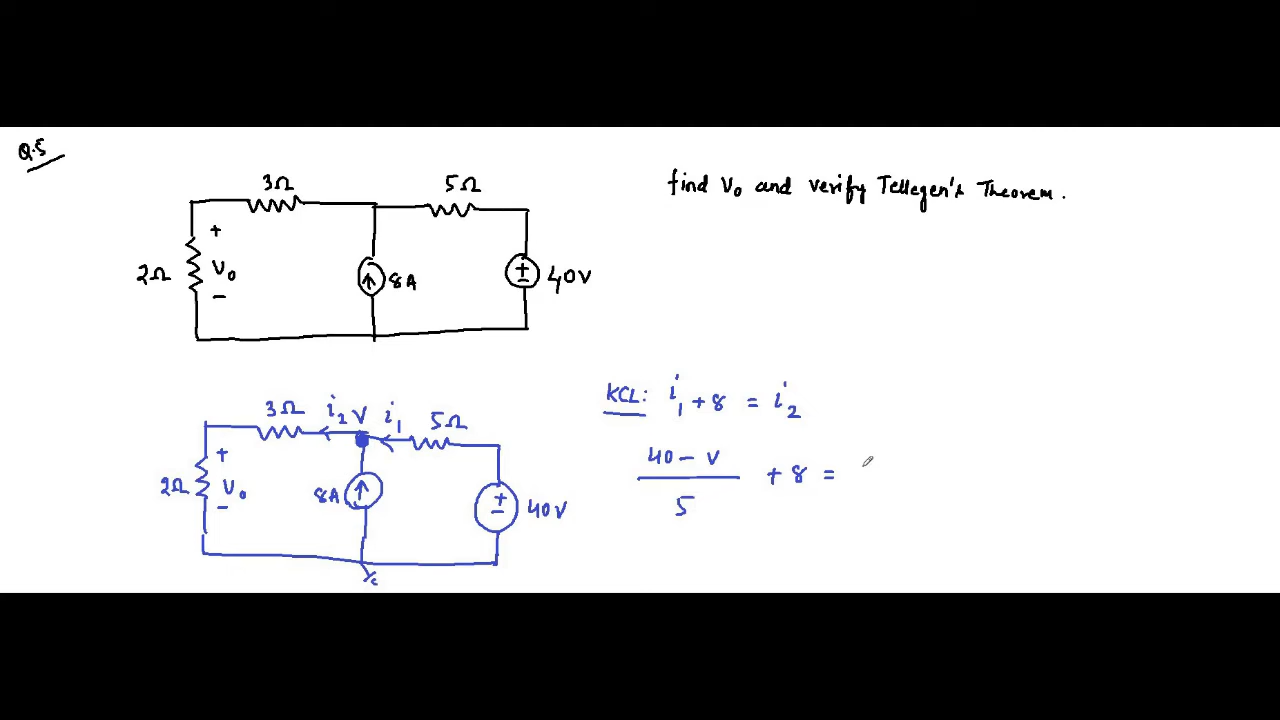 Q.5
find V₀ and verify Tellegen's Theorem.
3Ω 5Ω
2Ω + V₀ − 8A + − 40V
3Ω i₂ V i₁ 5Ω
2Ω + V₀ − 8A + − 40V
KCL: i₁ + 8 = i₂
40 − V
5
+ 8 =